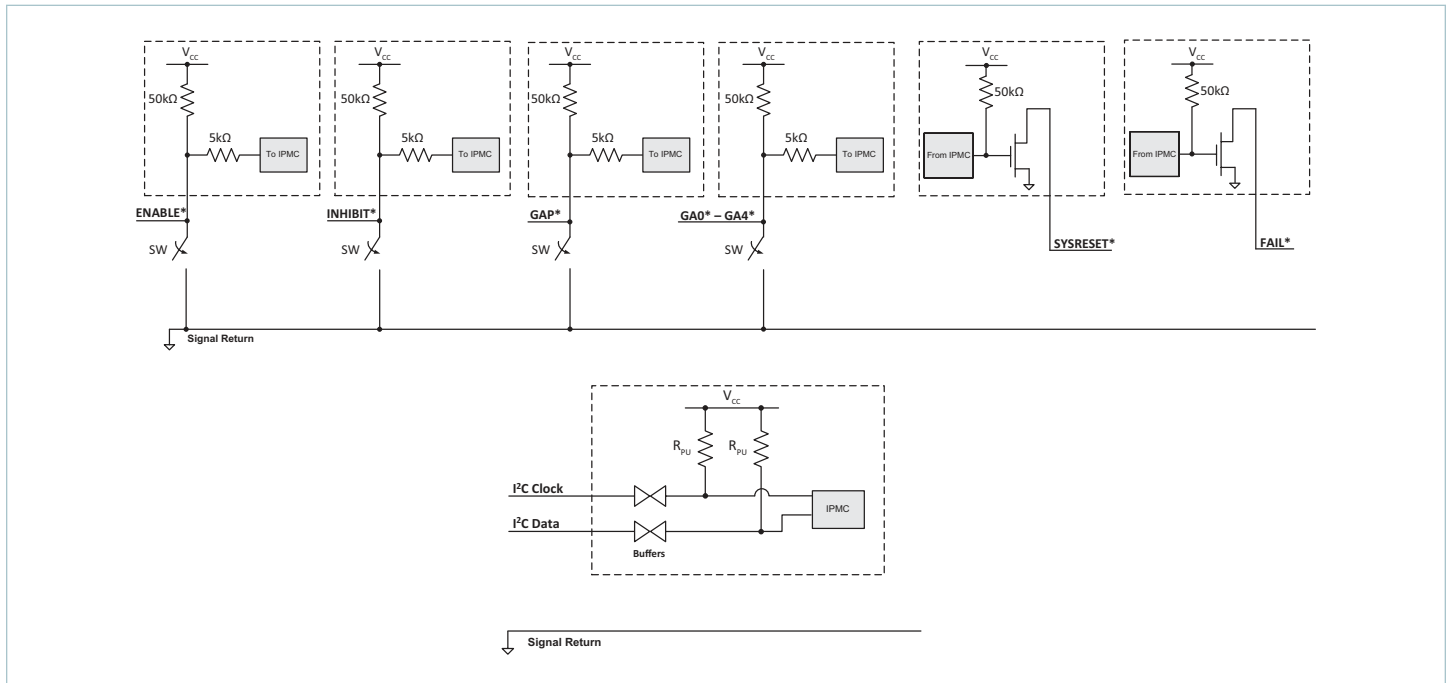 VCC
50kΩ
5kΩ
To IPMC
ENABLE*
SW
VCC
50kΩ
5kΩ
To IPMC
INHIBIT*
SW
VCC
50kΩ
5kΩ
To IPMC
GAP*
SW
VCC
50kΩ
5kΩ
To IPMC
GA0* – GA4*
SW
VCC
50kΩ
From IPMC
SYSRESET*
VCC
50kΩ
From IPMC
FAIL*
Signal Return
VCC
RPU
RPU
I²C Clock
IPMC
I²C Data
Buffers
Signal Return